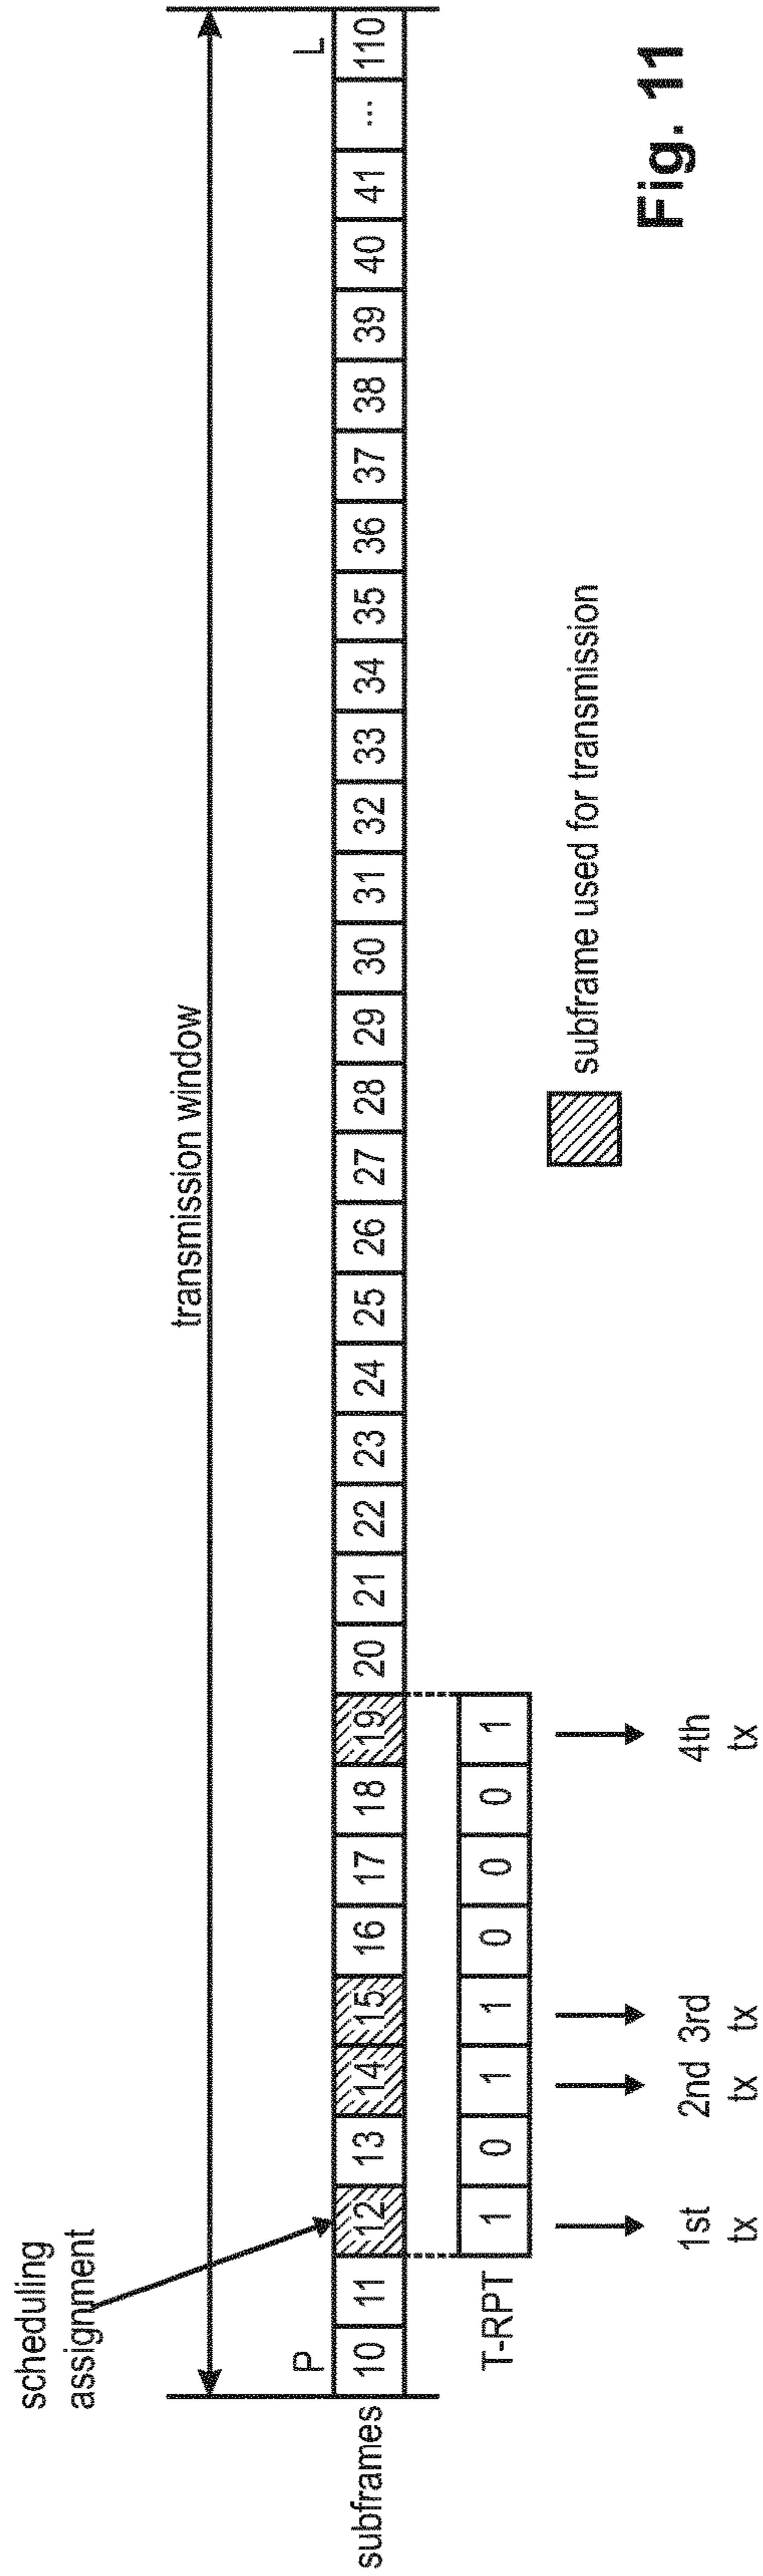 transmission window
scheduling
assignment
P
L
subframes 10 11 12 13 14 15 16 17 18 19 20 21 22 23 24 25 26 27 28 29 30 31 32 33 34 35 36 37 38 39 40 41 ... 110
T-RPT 1 0 1 1 0 0 0 1
1st 2nd 3rd 4th
tx tx tx tx
subframe used for transmission
Fig. 11